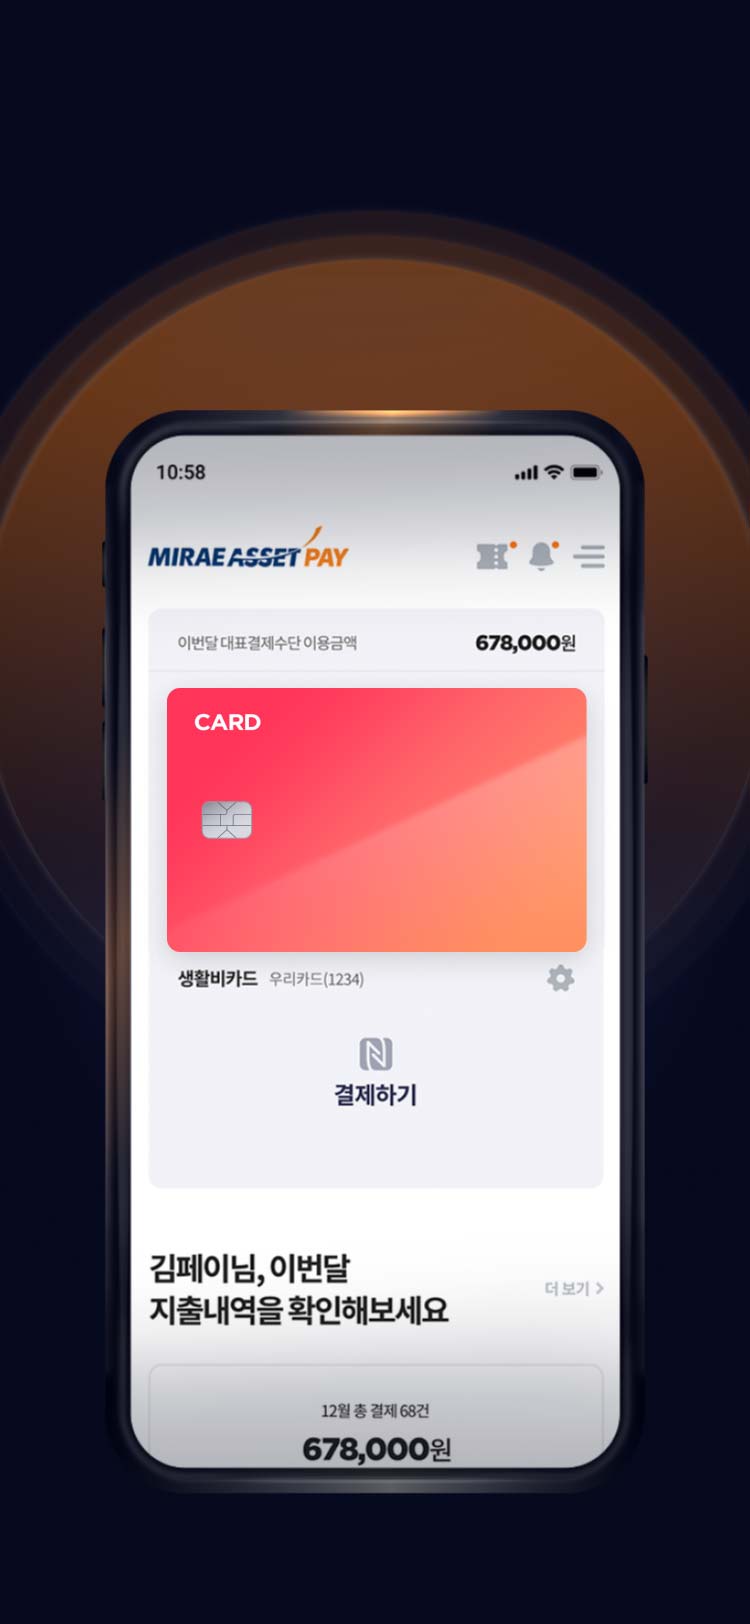 10:58
MIRAE ASSET PAY
이번달 대표결제수단 이용금액
678,000원
CARD
생활비카드 우리카드(1234)
결제하기
김페이님, 이번달
지출내역을 확인해보세요
더 보기
12월 총 결제 68건
678,000원